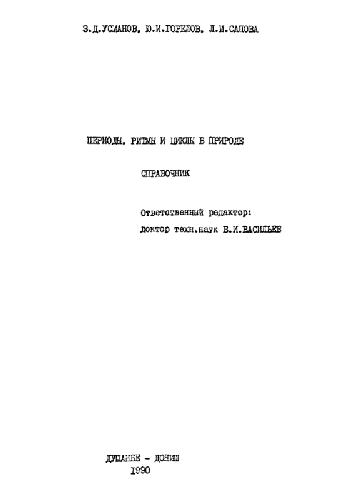 З.Д.УСМАНОВ, Ю.И.ГОРЕЛОВ, Л.И.САПОВА
ПЕРИОДЫ, РИТМЫ И ЦИКЛЫ В ПРИРОДЕ
СПРАВОЧНИК
Ответственный редактор:
доктор техн.наук В.И.ВАСИЛЬЕВ
ДУШАНБЕ - ДОНИШ
1990